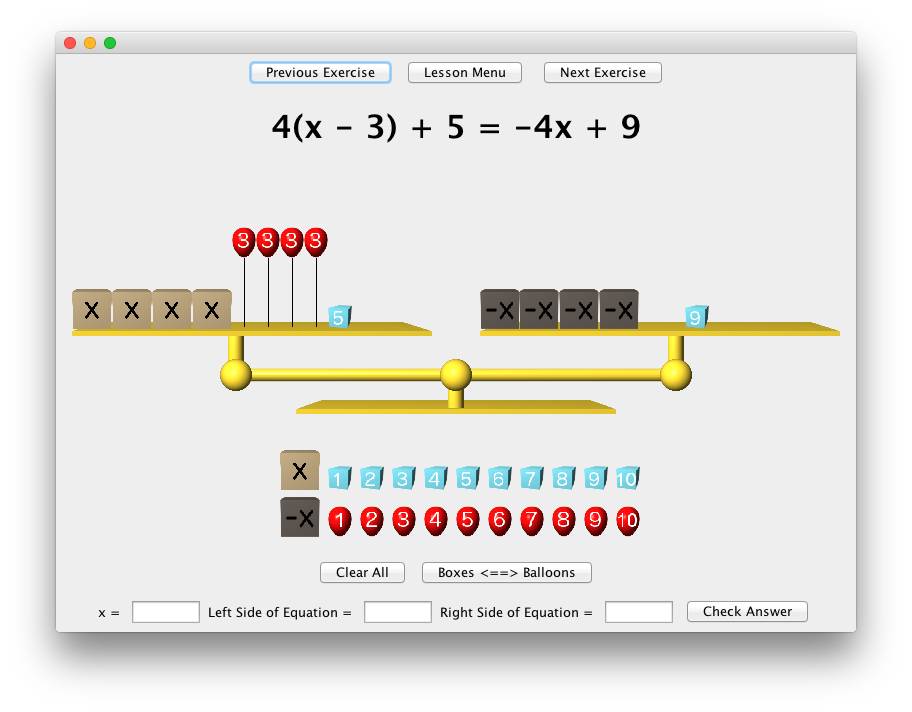 Previous Exercise Lesson Menu Next Exercise
4(x – 3) + 5 = –4x + 9
3 3 3 3
X X X X 5 -X -X -X -X 9
X 1 2 3 4 5 6 7 8 9 10
-X 1 2 3 4 5 6 7 8 9 10
Clear All Boxes <==> Balloons
x = Left Side of Equation = Right Side of Equation = Check Answer